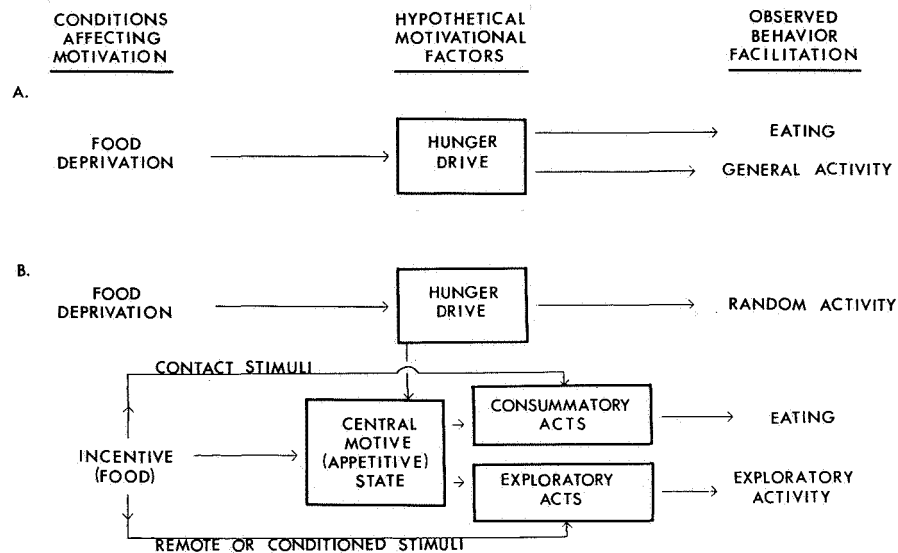 CONDITIONS
AFFECTING
MOTIVATION
HYPOTHETICAL
MOTIVATIONAL
FACTORS
OBSERVED
BEHAVIOR
FACILITATION
A.
FOOD
DEPRIVATION
HUNGER
DRIVE
EATING
GENERAL ACTIVITY
B.
FOOD
DEPRIVATION
HUNGER
DRIVE
RANDOM ACTIVITY
CONTACT STIMULI
INCENTIVE
(FOOD)
CENTRAL
MOTIVE
(APPETITIVE)
STATE
CONSUMMATORY
ACTS
EATING
EXPLORATORY
ACTS
EXPLORATORY
ACTIVITY
REMOTE OR CONDITIONED STIMULI